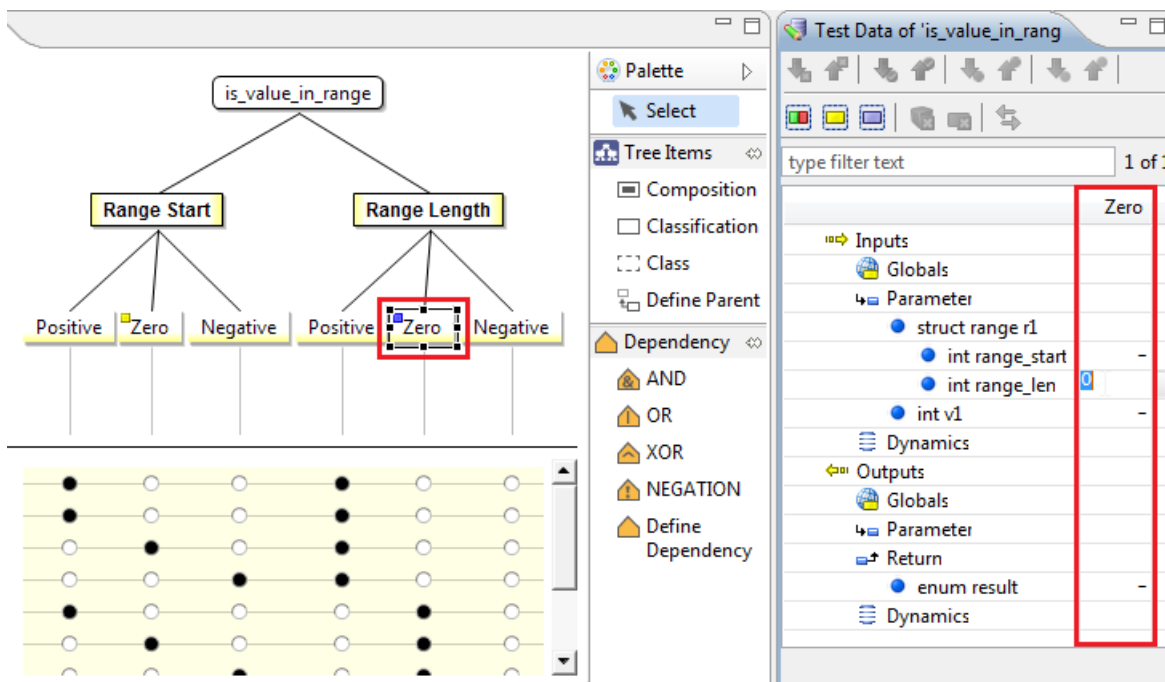 is_value_in_range
Range Start
Range Length
Positive
Zero
Negative
Positive
Zero
Negative
Palette
Select
Tree Items
Composition
Classification
Class
Define Parent
Dependency
AND
OR
XOR
NEGATION
Define
Dependency
Test Data of 'is_value_in_rang
type filter text
1 of 1
Zero
Inputs
Globals
Parameter
struct range r1
int range_start -
int range_len 0
int v1 -
Dynamics
Outputs
Globals
Parameter
Return
enum result -
Dynamics